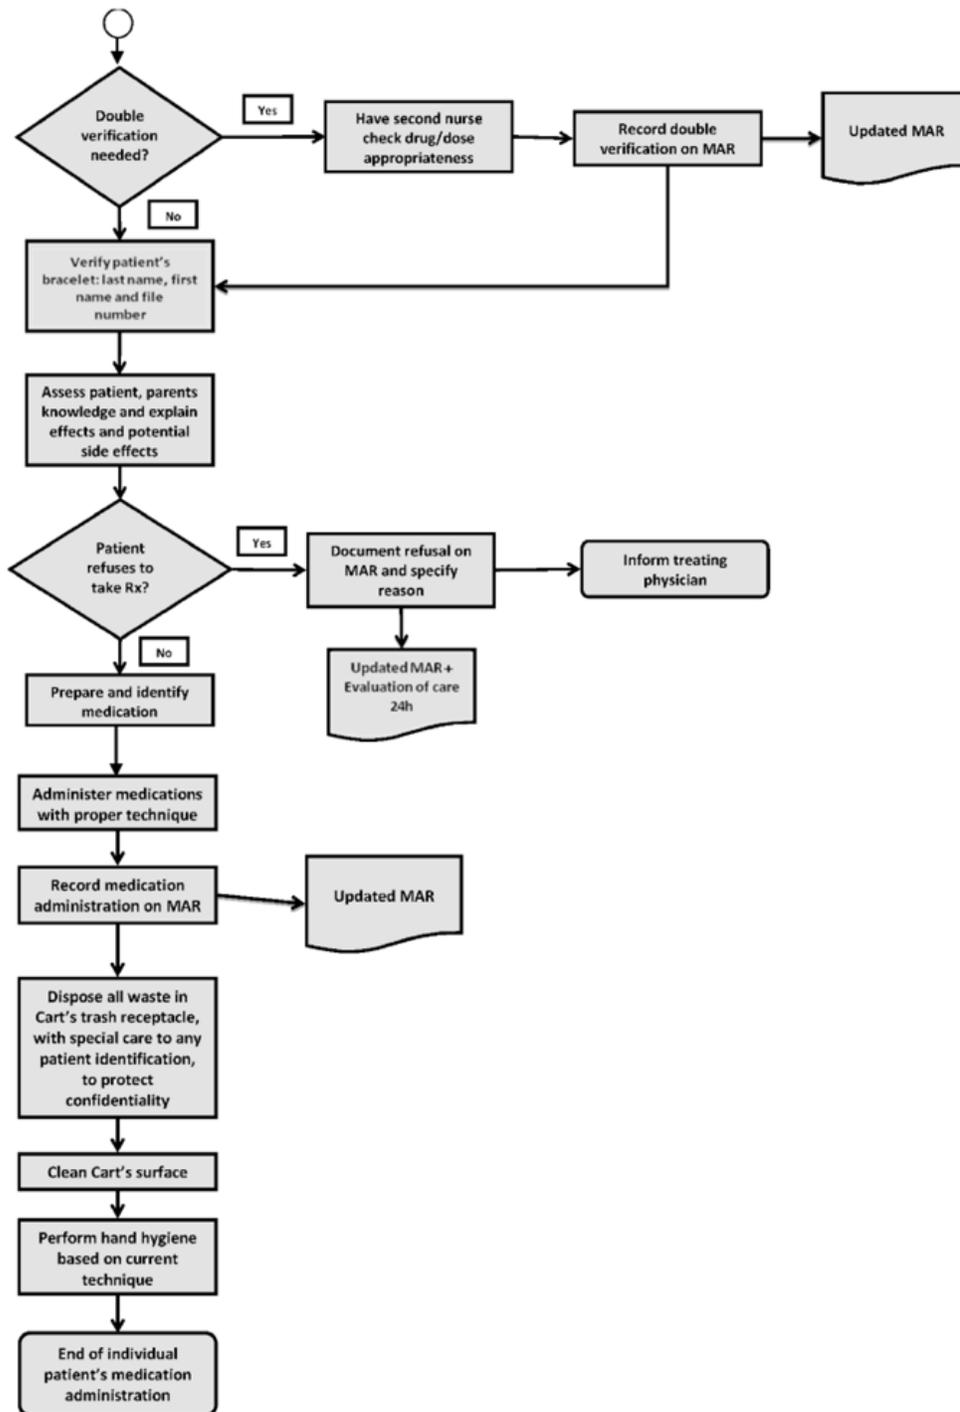 Double
verification
needed?
Yes
Have second nurse
check drug/dose
appropriateness
Record double
verification on MAR
Updated MAR
No
Verify patient's
bracelet: last name, first
name and file
number
Assess patient, parents
knowledge and explain
effects and potential
side effects
Patient
refuses to
take Rx?
Yes
Document refusal on
MAR and specify
reason
Inform treating
physician
Updated MAR+
Evaluation of care
24h
No
Prepare and identify
medication
Administer medications
with proper technique
Record medication
administration on MAR
Updated MAR
Dispose all waste in
Cart's trash receptacle,
with special care to any
patient identification,
to protect
confidentiality
Clean Cart's surface
Perform hand hygiene
based on current
technique
End of individual
patient's medication
administration